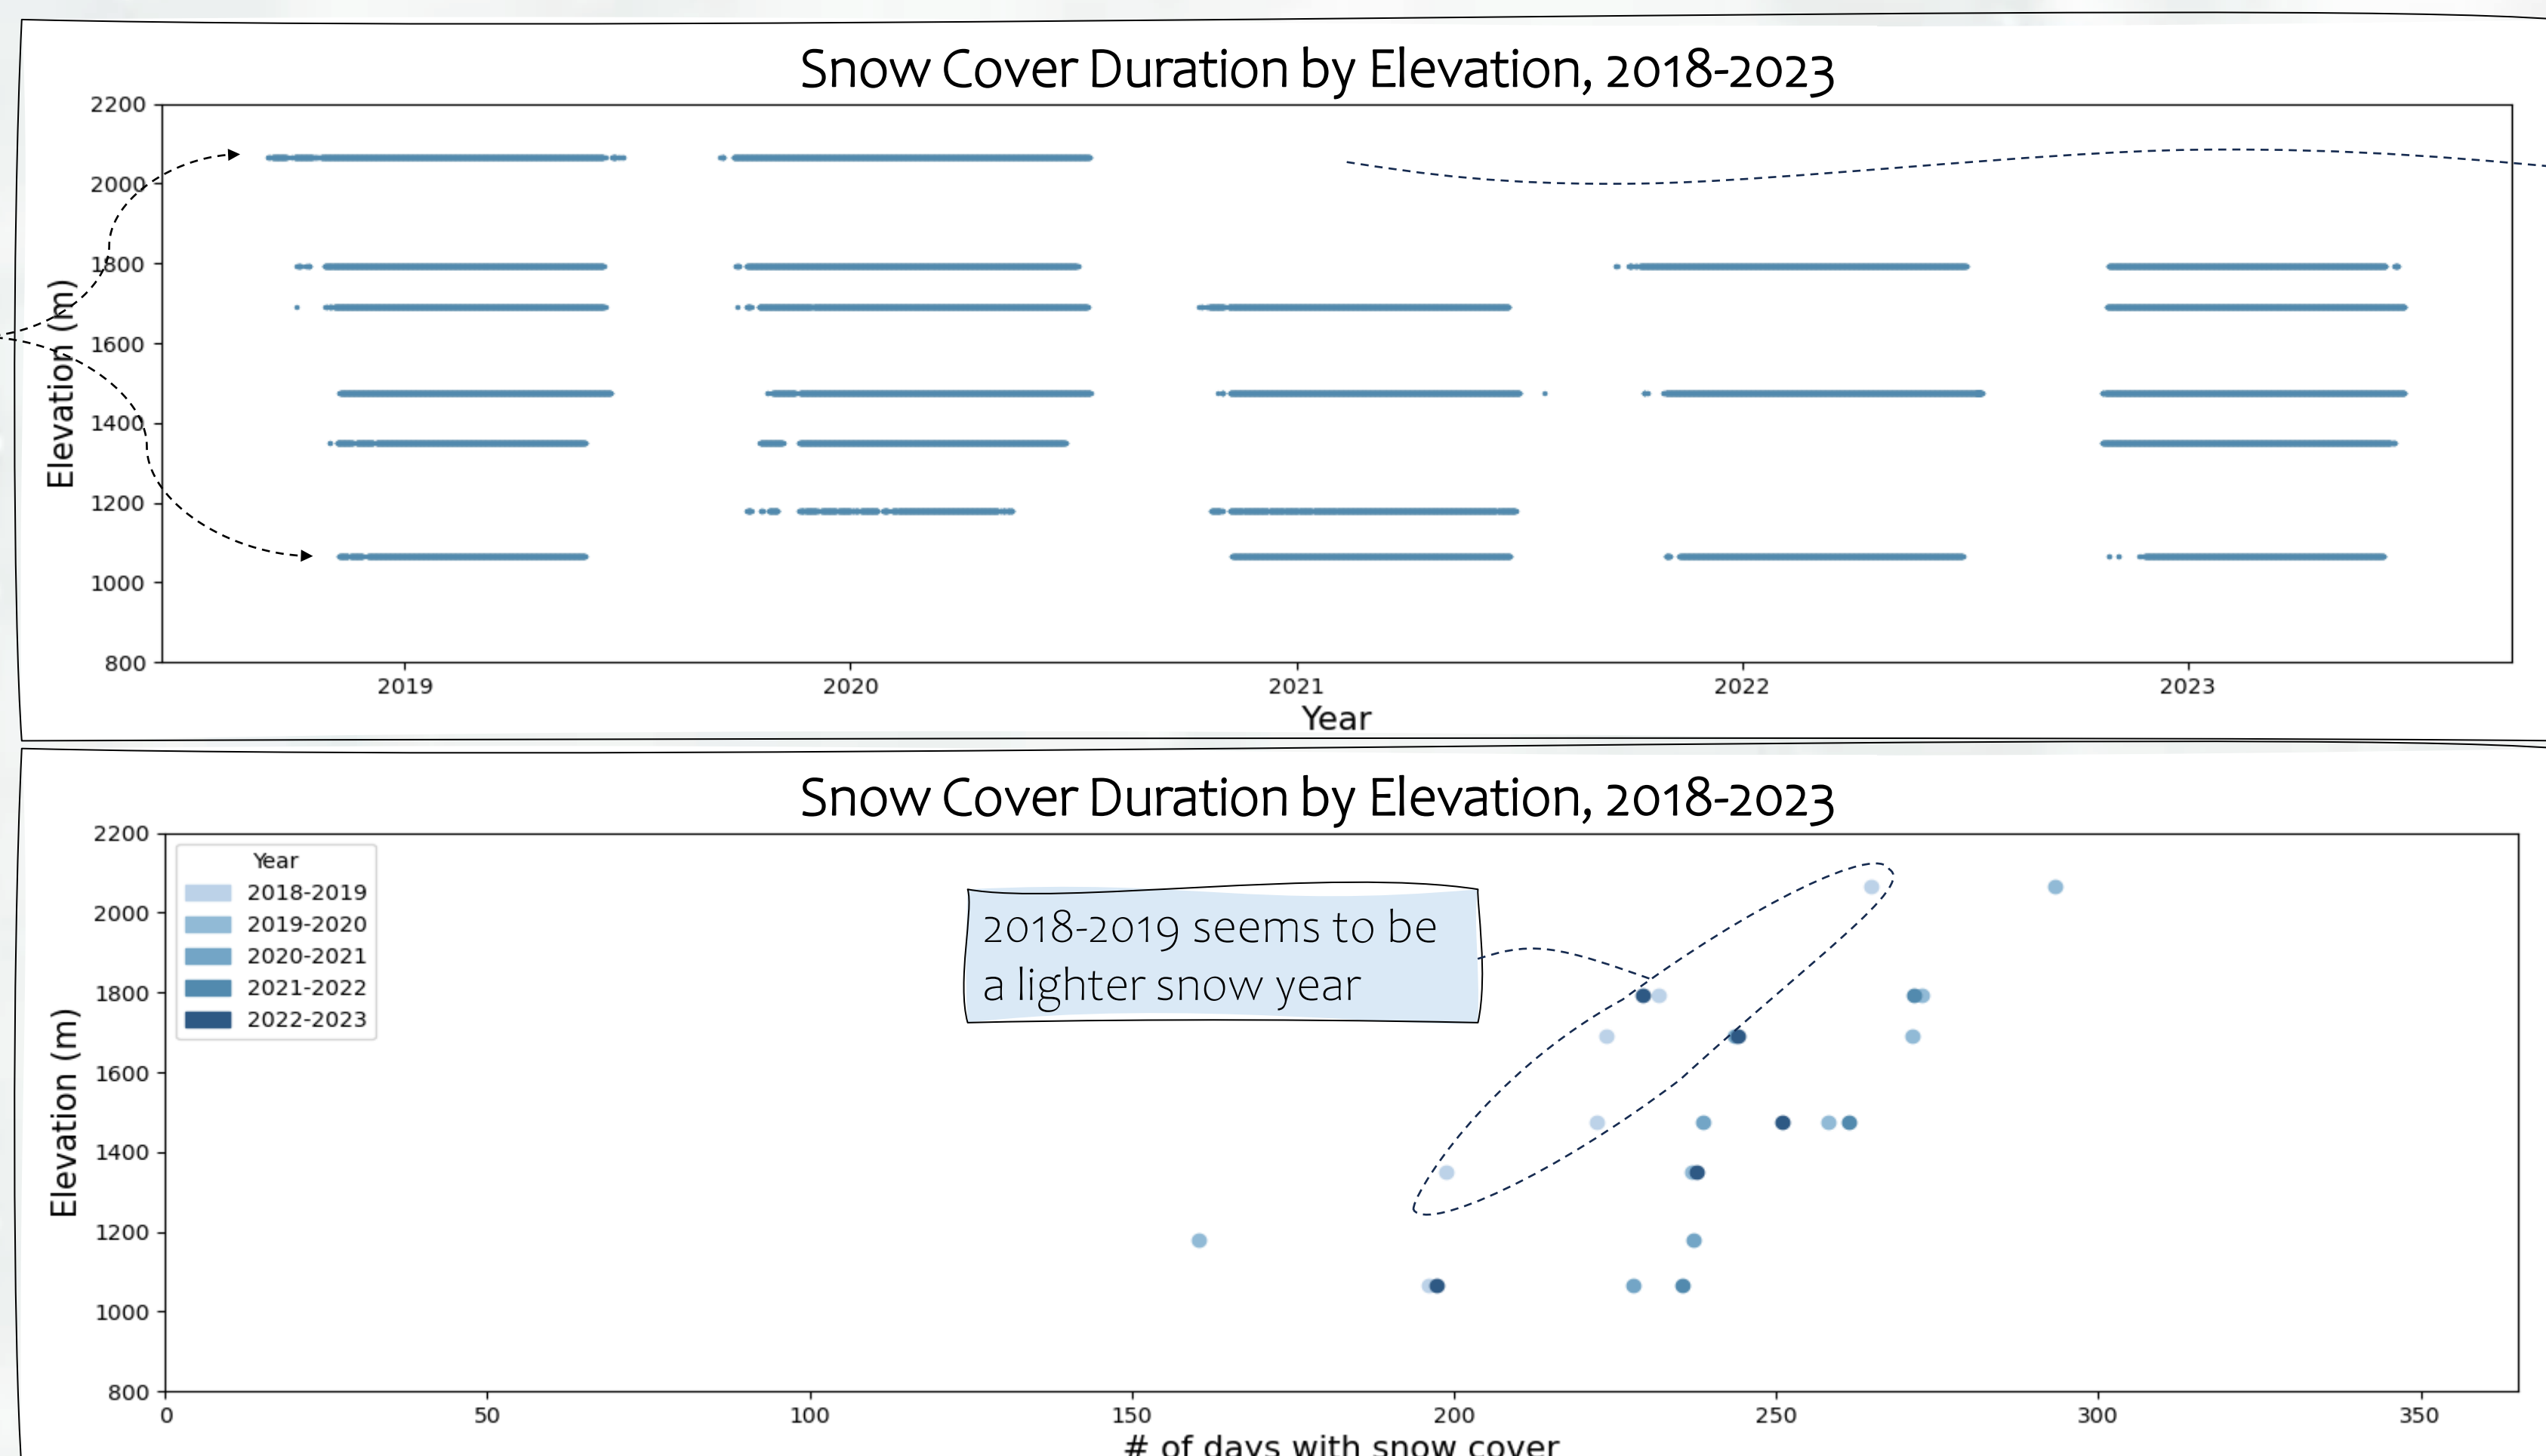 Snow Cover Duration by Elevation, 2018-2023
2200
2000
1800
1600
1400
1200
1000
800
Elevation (m)
2019 2020 2021 2022 2023
Year
Snow Cover Duration by Elevation, 2018-2023
2200
2000
1800
1600
1400
1200
1000
800
Elevation (m)
Year
2018-2019
2019-2020
2020-2021
2021-2022
2022-2023
2018-2019 seems to be
a lighter snow year
0 50 100 150 200 250 300 350
# of days with snow cover